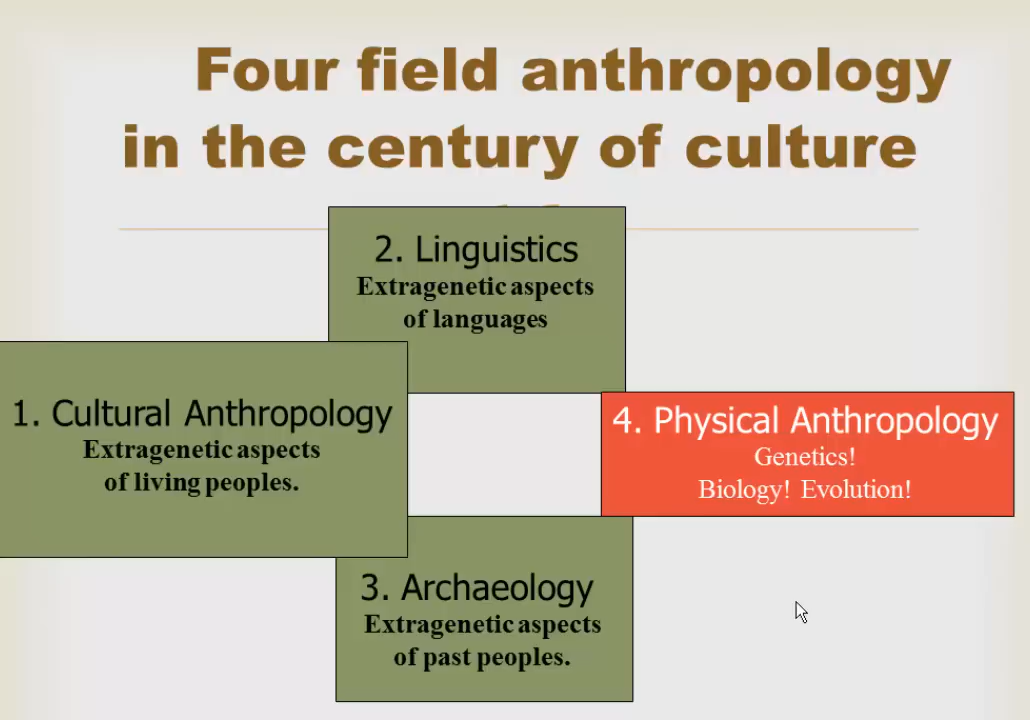 Four field anthropology
in the century of culture
2. Linguistics
Extragenetic aspects
of languages
1. Cultural Anthropology
Extragenetic aspects
of living peoples.
4. Physical Anthropology
Genetics!
Biology! Evolution!
3. Archaeology
Extragenetic aspects
of past peoples.